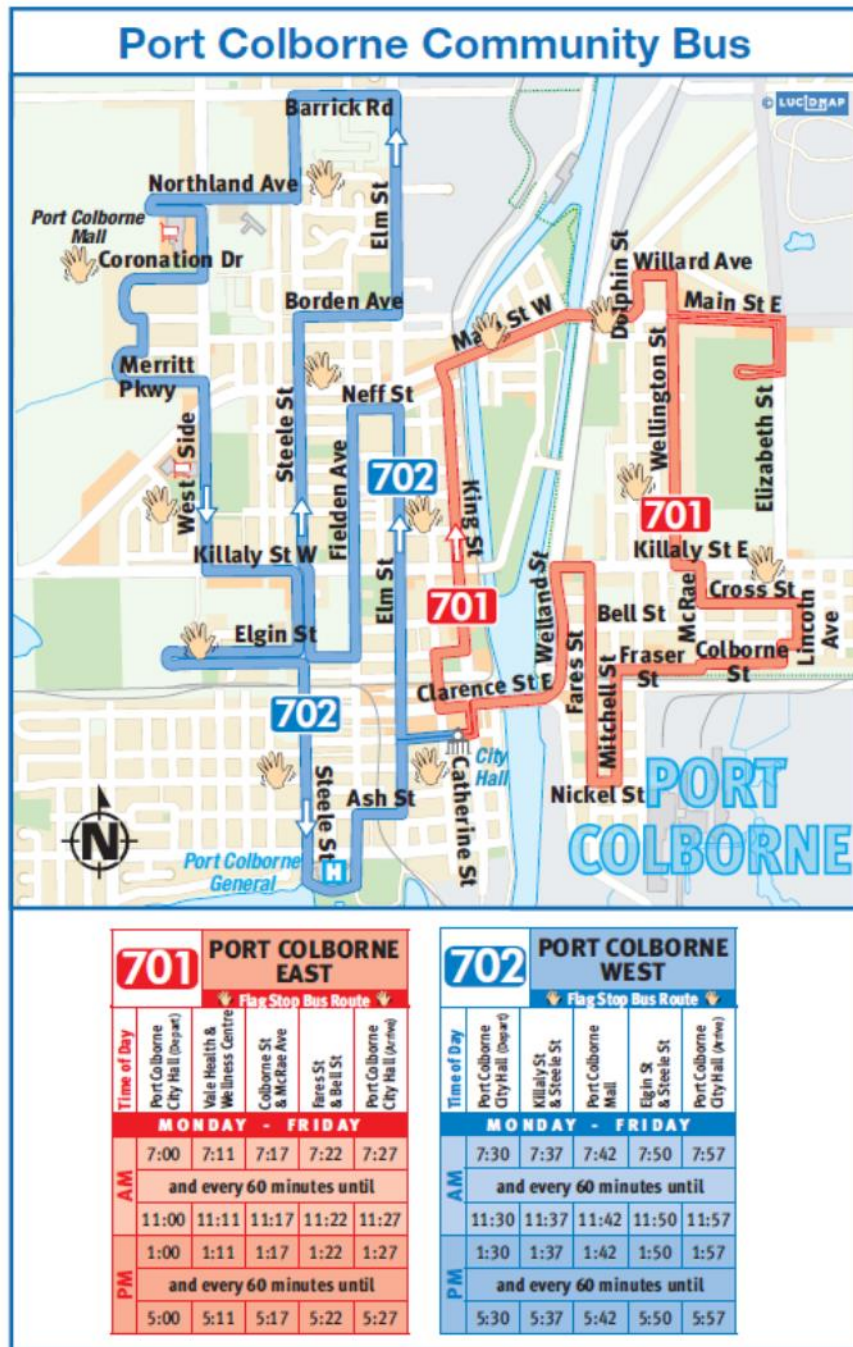 Port Colborne Community Bus
© LUCIDMAP
Barrick Rd
Northland Ave
Elm St
Port Colborne
Mall
Coronation Dr
Dolphin St
Willard Ave
Borden Ave
Main St W
Main St E
Merritt
Pkwy
Steele St
Neff St
Wellington St
Elizabeth St
West Side
Fielden Ave
702
King St
701
Killaly St W
Killaly St E
Elm St
701
Welland St
Cross St
McRae
Bell St
Lincoln
Ave
Elgin St
Fraser
St
Colborne
St
Clarence St E
Fares St
Mitchell St
702
City
Hall
Steele St
Ash St
Catherine St
Nickel St
PORT
COLBORNE
N
Port Colborne
General
H
701
PORT COLBORNE
EAST
Flag Stop Bus Route
Time of Day
Port Colborne
City Hall (Depart)
Vale Health &
Wellness Centre
Colborne St
& McRae Ave
Fares St
& Bell St
Port Colborne
City Hall (Arrive)
MONDAY - FRIDAY
AM
7:00 7:11 7:17 7:22 7:27
and every 60 minutes until
11:00 11:11 11:17 11:22 11:27
PM
1:00 1:11 1:17 1:22 1:27
and every 60 minutes until
5:00 5:11 5:17 5:22 5:27
702
PORT COLBORNE
WEST
Flag Stop Bus Route
Time of Day
Port Colborne
City Hall (Depart)
Killaly St
& Steele St
Port Colborne
Mall
Elgin St
& Steele St
Port Colborne
City Hall (Arrive)
MONDAY - FRIDAY
AM
7:30 7:37 7:42 7:50 7:57
and every 60 minutes until
11:30 11:37 11:42 11:50 11:57
PM
1:30 1:37 1:42 1:50 1:57
and every 60 minutes until
5:30 5:37 5:42 5:50 5:57